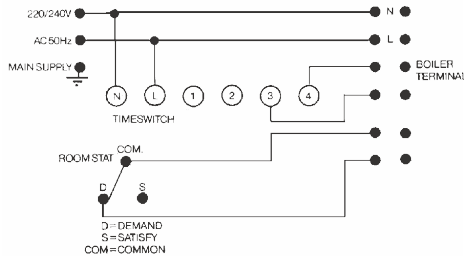 220/240V
N
AC 50Hz
L
MAIN SUPPLY
BOILER
TERMINAL
N L 1 2 3 4
TIMESWITCH
COM.
ROOM STAT
D S
D=DEMAND
S=SATISFY
COM=COMMON